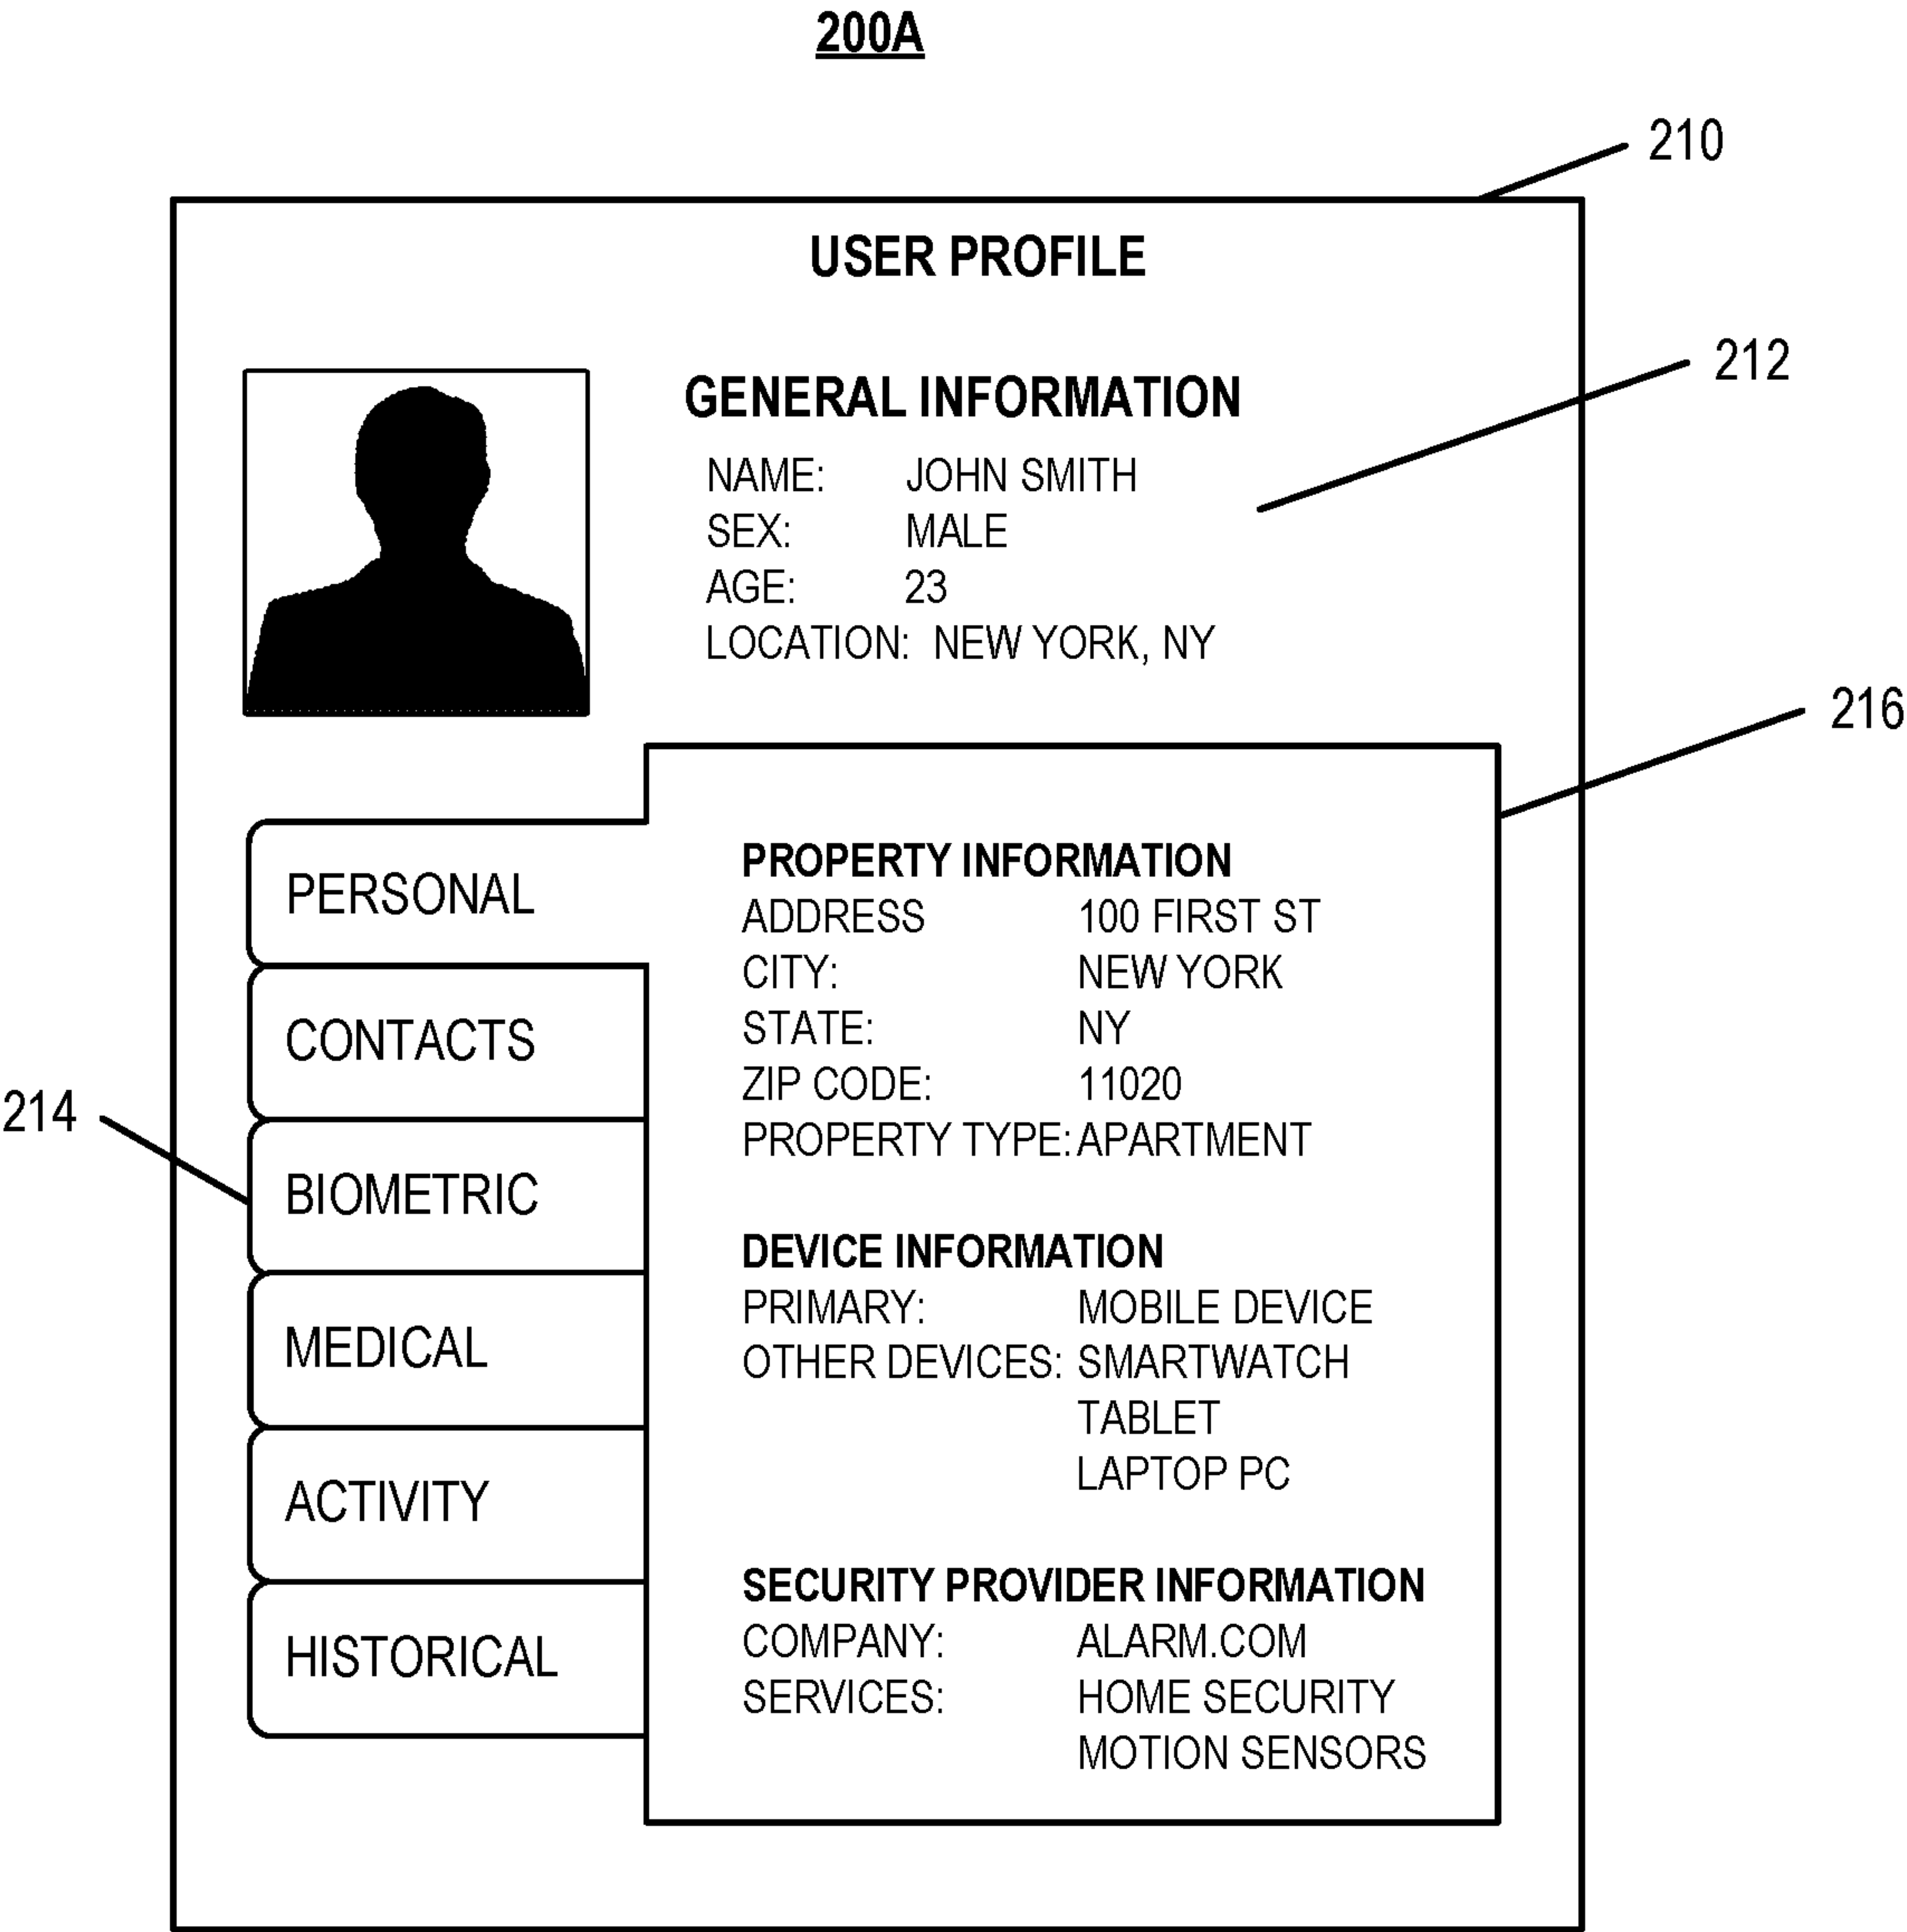 200A
210
USER PROFILE
212
GENERAL INFORMATION
NAME: JOHN SMITH
SEX: MALE
AGE: 23
LOCATION: NEW YORK, NY
216
214
PERSONAL
CONTACTS
BIOMETRIC
MEDICAL
ACTIVITY
HISTORICAL
PROPERTY INFORMATION
ADDRESS 100 FIRST ST
CITY: NEW YORK
STATE: NY
ZIP CODE: 11020
PROPERTY TYPE: APARTMENT
DEVICE INFORMATION
PRIMARY: MOBILE DEVICE
OTHER DEVICES: SMARTWATCH
TABLET
LAPTOP PC
SECURITY PROVIDER INFORMATION
COMPANY: ALARM.COM
SERVICES: HOME SECURITY
MOTION SENSORS